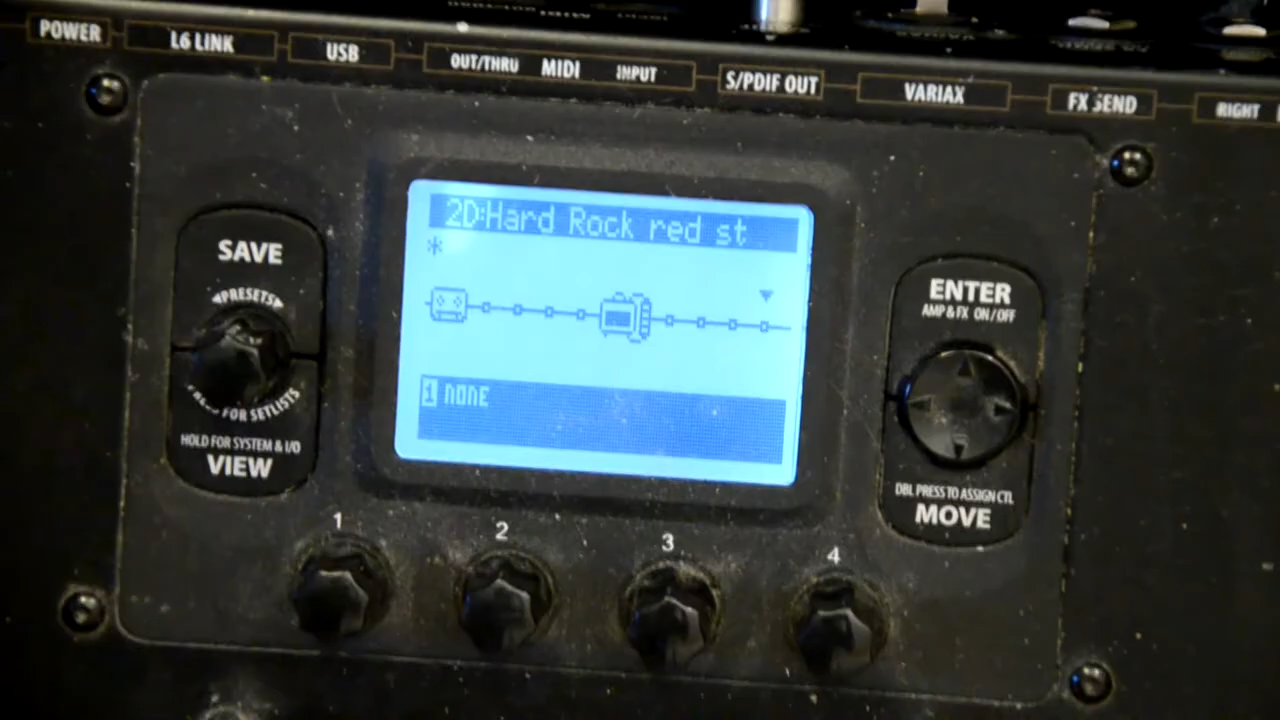 POWER
L6 LINK
USB
OUT/THRU MIDI INPUT
S/PDIF OUT
VARIAX
FX SEND
RIGHT
SAVE
PRESETS
FOR SETLISTS
HOLD FOR SYSTEM & I/O
VIEW
2D:Hard Rock red st
*
1 none
ENTER
AMP & FX ON/OFF
DBL PRESS TO ASSIGN CTL
MOVE
1
2
3
4